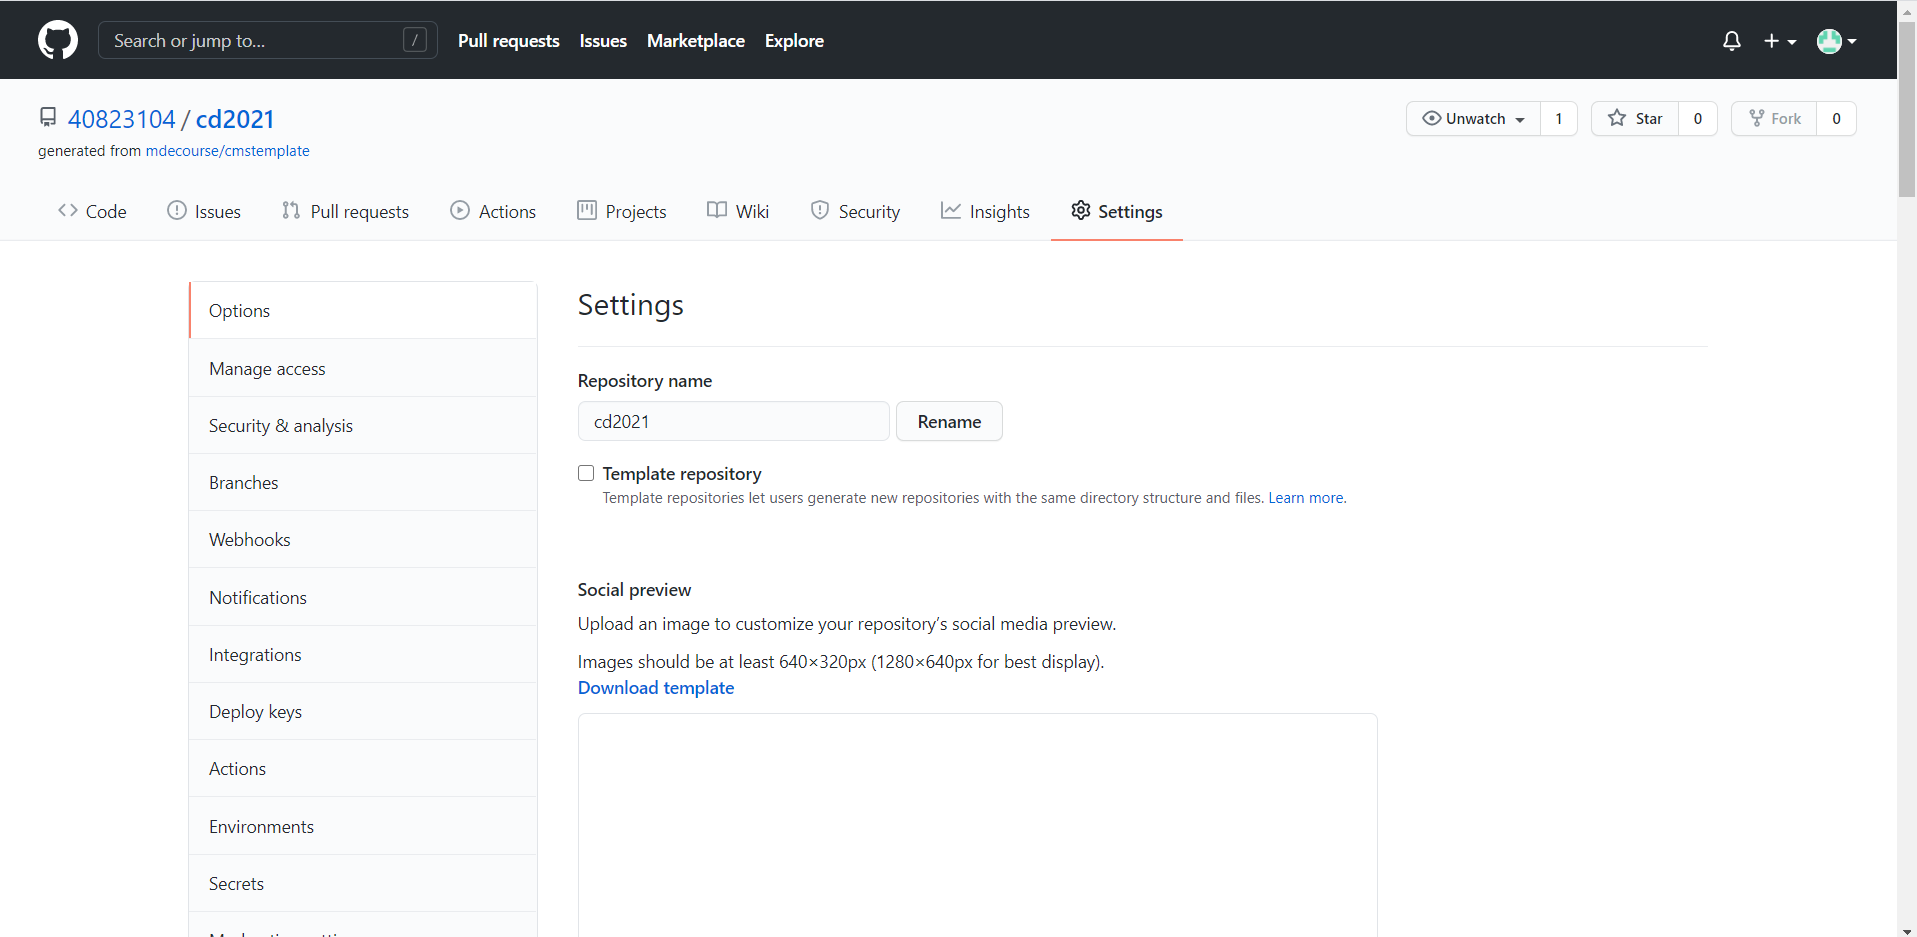 Search or jump to... /
Pull requests Issues Marketplace Explore
40823104 / cd2021
generated from mdecourse/cmstemplate
Unwatch 1 Star 0 Fork 0
Code Issues Pull requests Actions Projects Wiki Security Insights Settings
Options
Manage access
Security & analysis
Branches
Webhooks
Notifications
Integrations
Deploy keys
Actions
Environments
Secrets
Settings
Repository name
cd2021 Rename
Template repository
Template repositories let users generate new repositories with the same directory structure and files. Learn more.
Social preview
Upload an image to customize your repository’s social media preview.
Images should be at least 640×320px (1280×640px for best display).
Download template